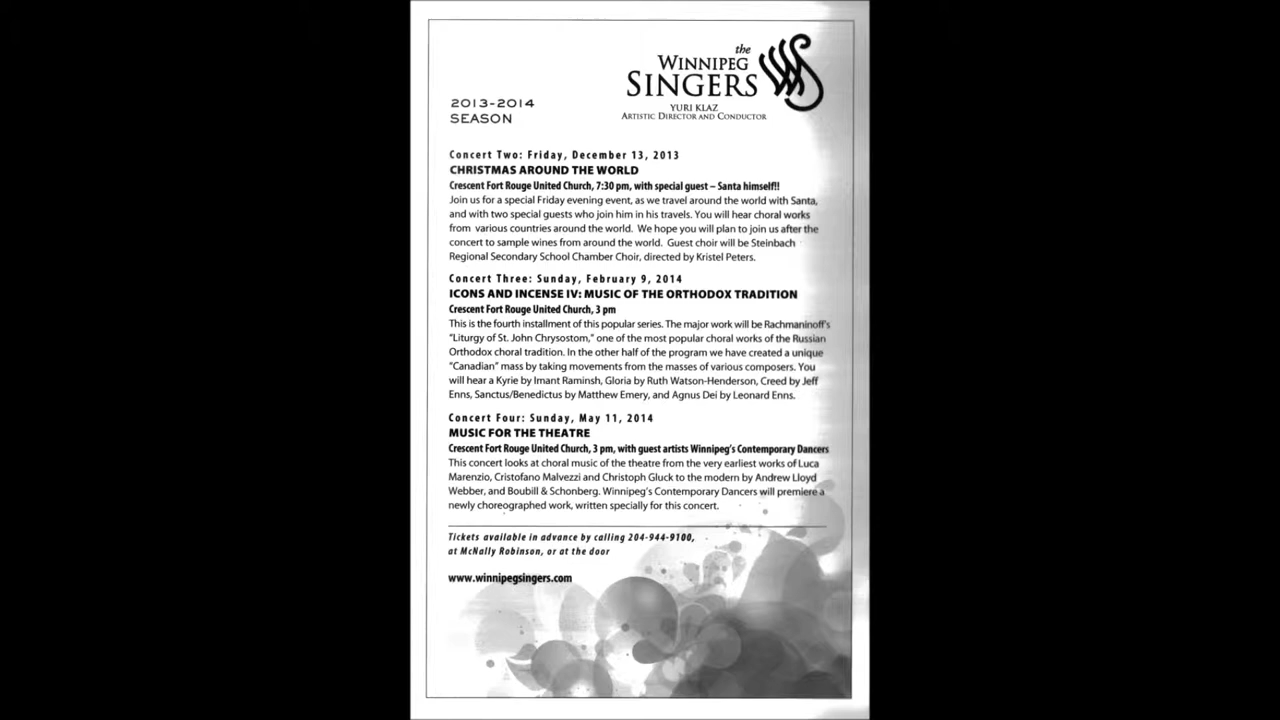 the
WINNIPEG
SINGERS
YURI KLAZ
ARTISTIC DIRECTOR AND CONDUCTOR
2013-2014
SEASON
Concert Two: Friday, December 13, 2013
CHRISTMAS AROUND THE WORLD
Crescent Fort Rouge United Church, 7:30 pm, with special guest – Santa himself!!
Join us for a special Friday evening event, as we travel around the world with Santa,
and with two special guests who join him in his travels. You will hear choral works
from various countries around the world. We hope you will plan to join us after the
concert to sample wines from around the world. Guest choir will be Steinbach
Regional Secondary School Chamber Choir, directed by Kristel Peters.
Concert Three: Sunday, February 9, 2014
ICONS AND INCENSE IV: MUSIC OF THE ORTHODOX TRADITION
Crescent Fort Rouge United Church, 3 pm
This is the fourth installment of this popular series. The major work will be Rachmaninoff's
"Liturgy of St. John Chrysostom," one of the most popular choral works of the Russian
Orthodox choral tradition. In the other half of the program we have created a unique
"Canadian" mass by taking movements from the masses of various composers. You
will hear a Kyrie by Imant Raminsh, Gloria by Ruth Watson-Henderson, Creed by Jeff
Enns, Sanctus/Benedictus by Matthew Emery, and Agnus Dei by Leonard Enns.
Concert Four: Sunday, May 11, 2014
MUSIC FOR THE THEATRE
Crescent Fort Rouge United Church, 3 pm, with guest artists Winnipeg's Contemporary Dancers
This concert looks at choral music of the theatre from the very earliest works of Luca
Marenzio, Cristofano Malvezzi and Christoph Gluck to the modern by Andrew Lloyd
Webber, and Boubill & Schonberg. Winnipeg's Contemporary Dancers will premiere a
newly choreographed work, written specially for this concert.
Tickets available in advance by calling 204-944-9100,
at McNally Robinson, or at the door
www.winnipegsingers.com